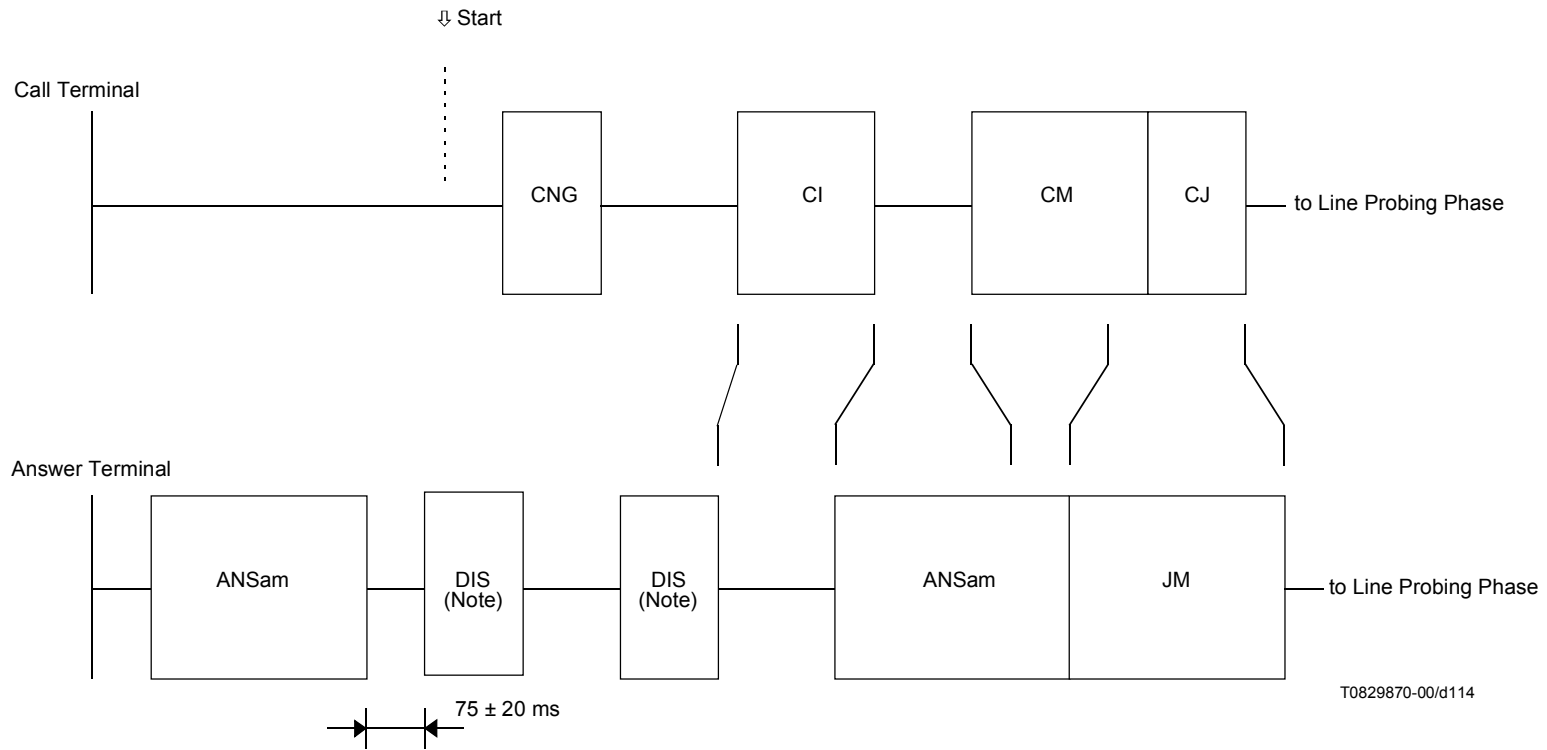 ⇩ Start
Call Terminal
CNG
CI
CM
CJ
to Line Probing Phase
Answer Terminal
ANSam
DIS
(Note)
DIS
(Note)
ANSam
JM
to Line Probing Phase
T0829870-00/d114
75 ± 20 ms